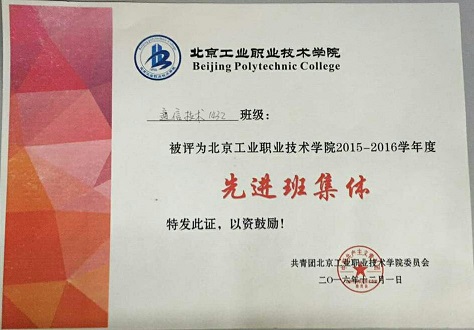 北京工业职业技术学院
Beijing Polytechnic College
通信技术1432 班级：
被评为北京工业职业技术学院2015-2016学年度
先进班集体
特发此证，以资鼓励！
共青团北京工业职业技术学院委员会
二〇一六年十二月一日